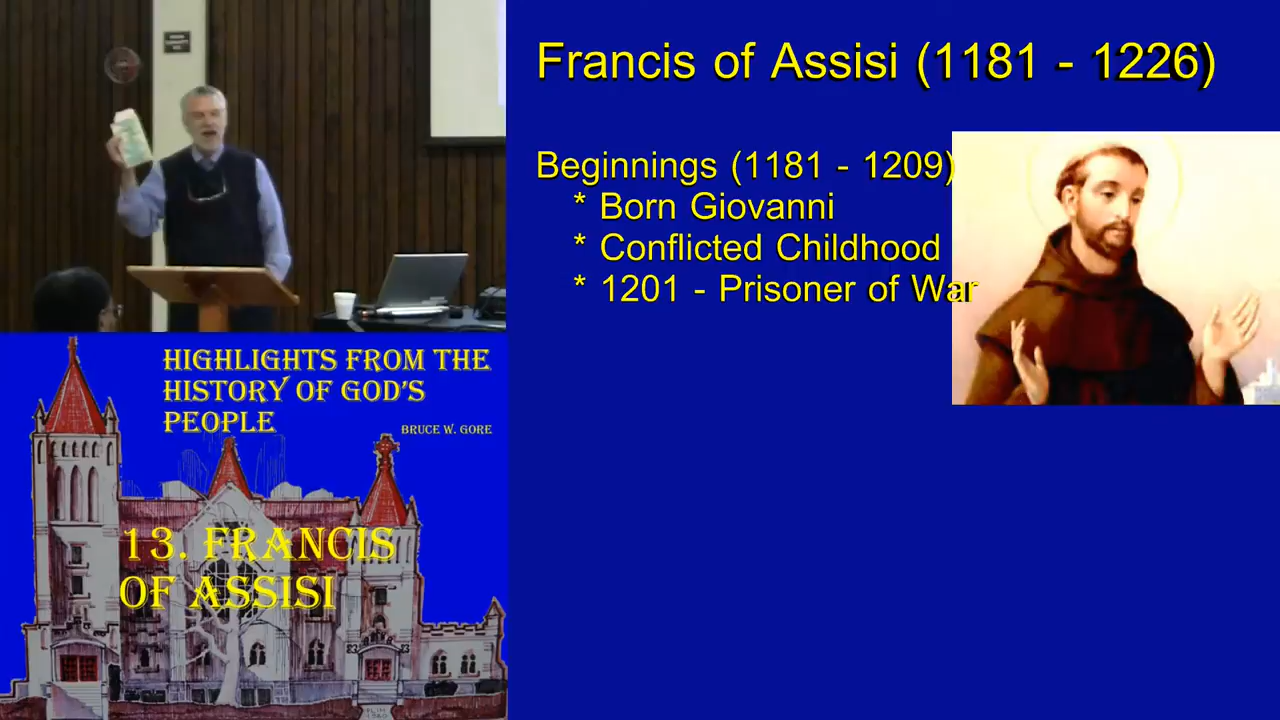 Francis of Assisi (1181 - 1226)
Beginnings (1181 - 1209)
* Born Giovanni
* Conflicted Childhood
* 1201 - Prisoner of War
HIGHLIGHTS FROM THE
HISTORY OF GOD'S
PEOPLE
BRUCE W. GORE
13. FRANCIS
OF ASSISI